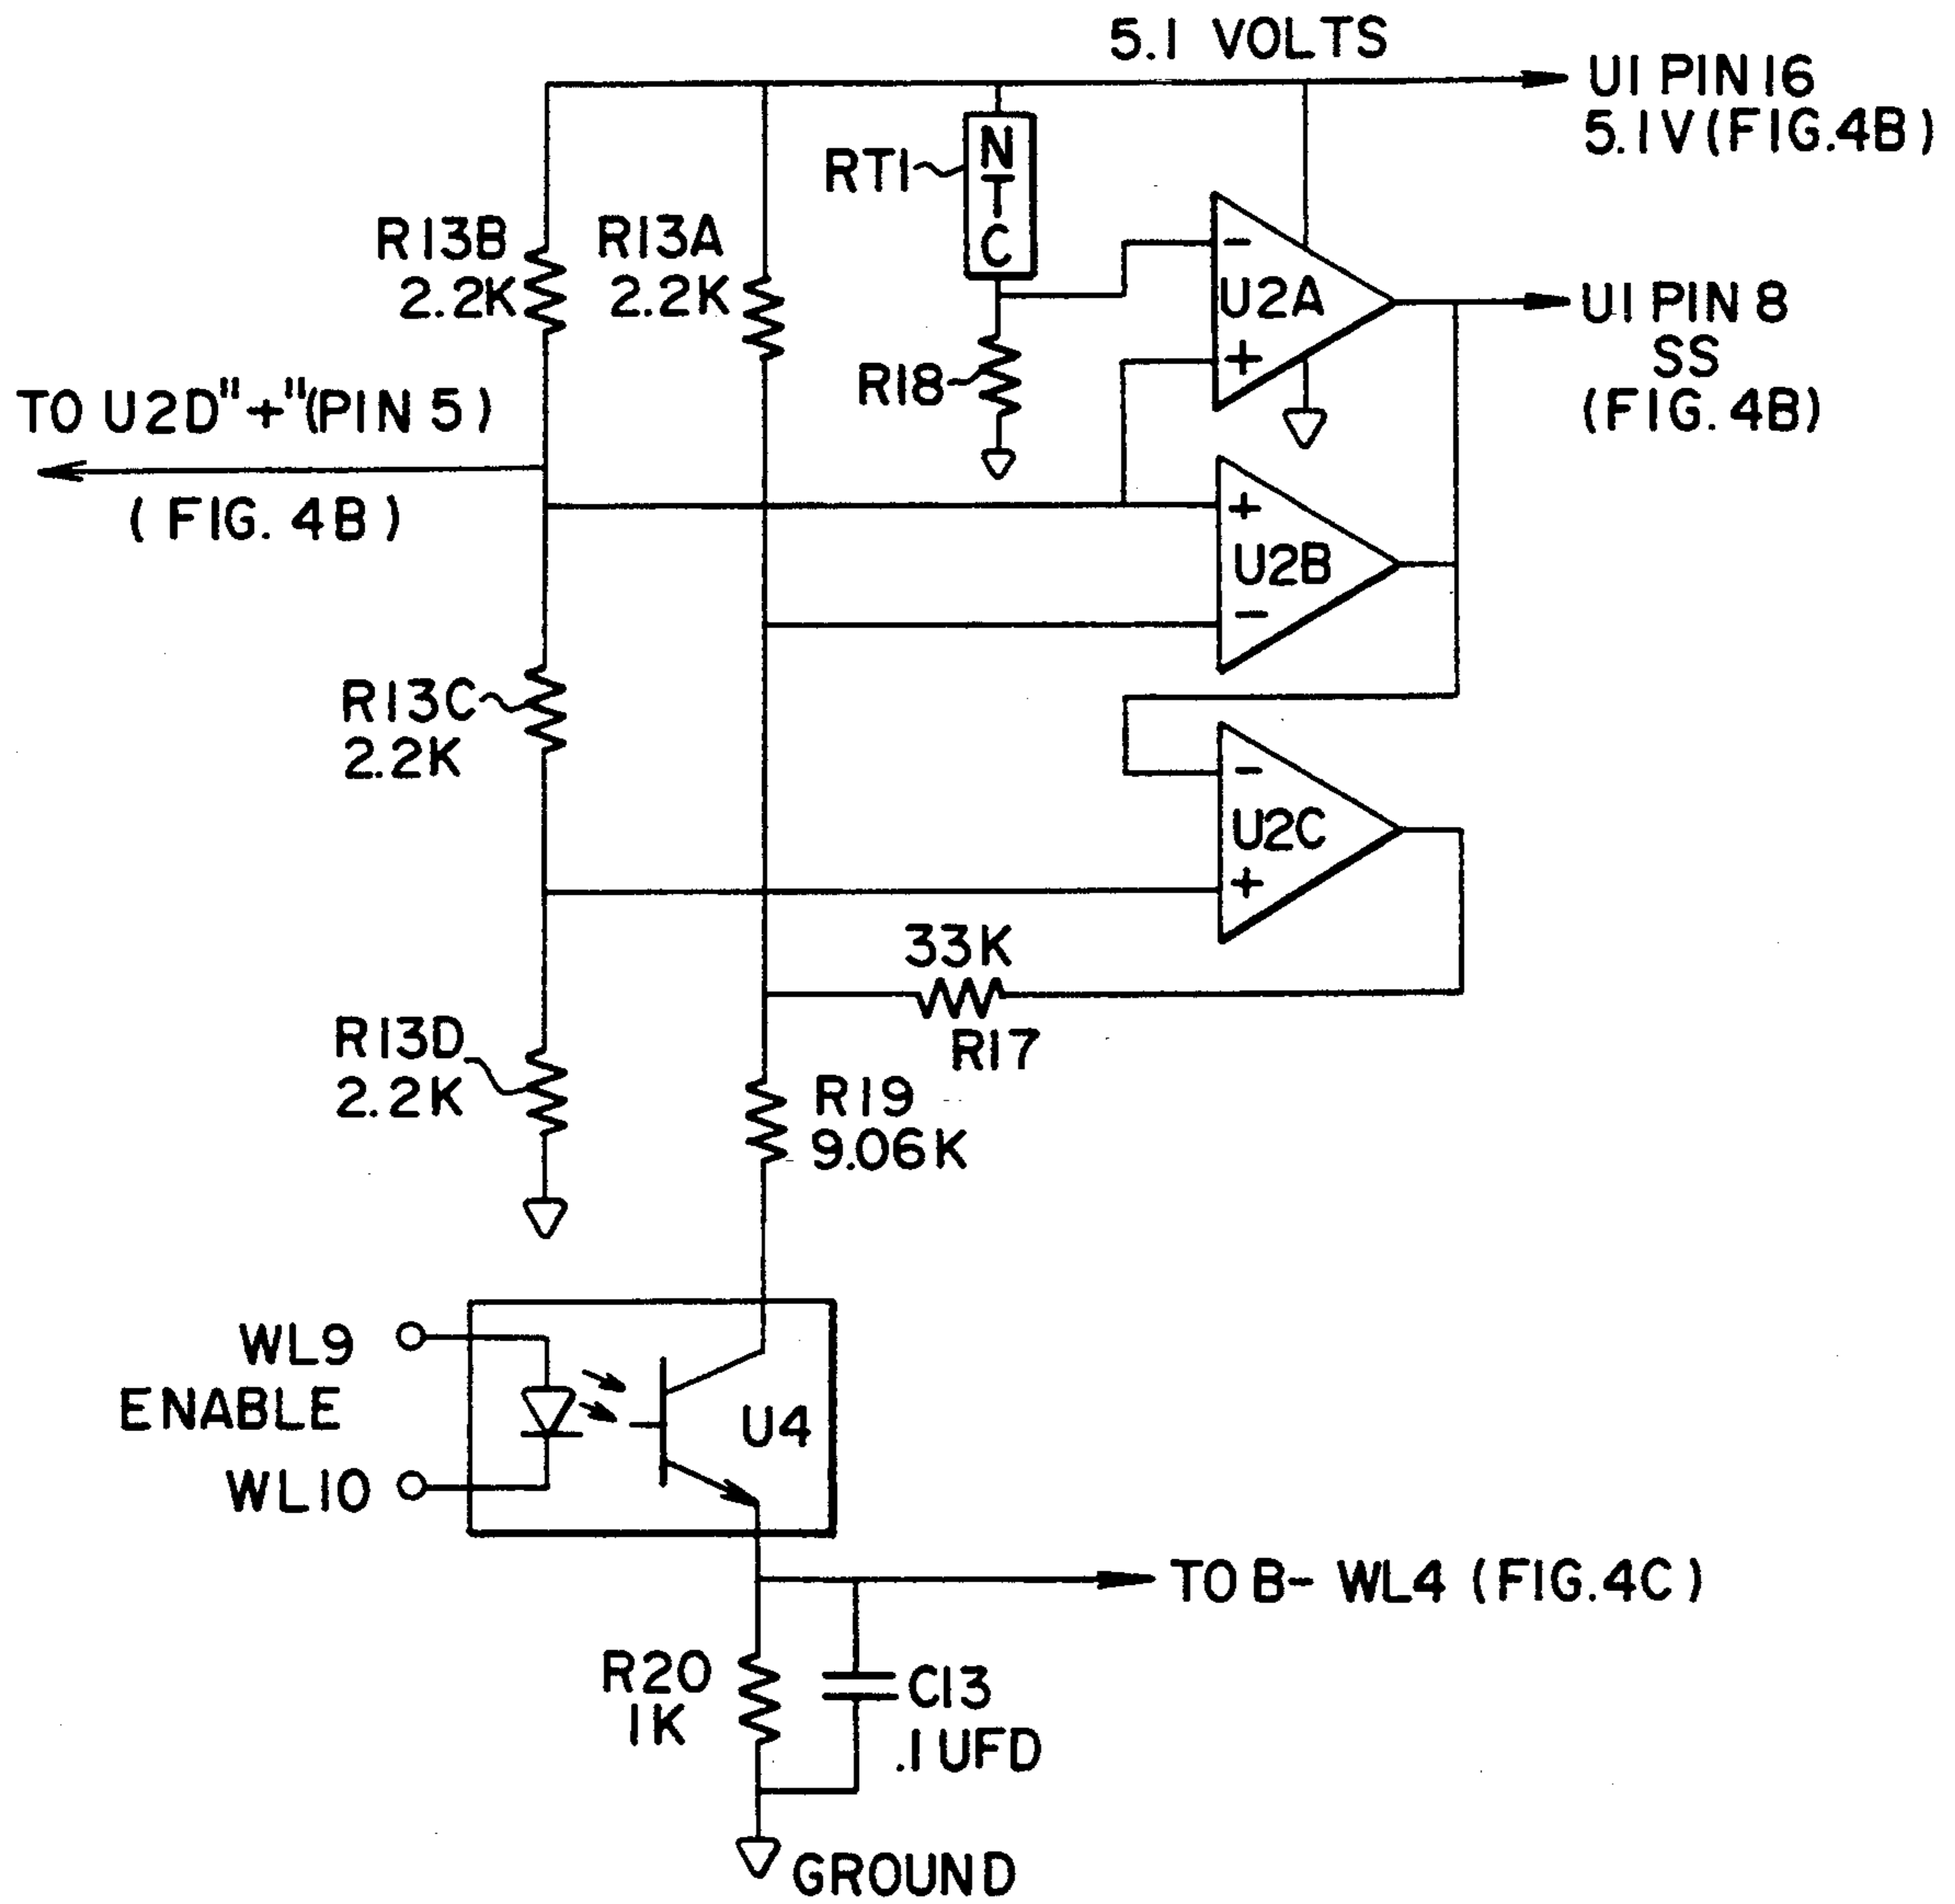 5.1 VOLTS
U1 PIN 16
5.1V (FIG.4B)
RT1
NTC
R13B
2.2K
R13A
2.2K
-
U2A
+
U1 PIN 8
SS
(FIG. 4B)
R18
TO U2D"+"(PIN 5)
(FIG. 4B)
+
U2B
-
R13C
2.2K
-
U2C
+
33K
R17
R13D
2.2K
R19
9.06K
WL9
ENABLE
WL10
U4
TO B- WL4 (FIG.4C)
R20
1K
C13
.1UFD
GROUND